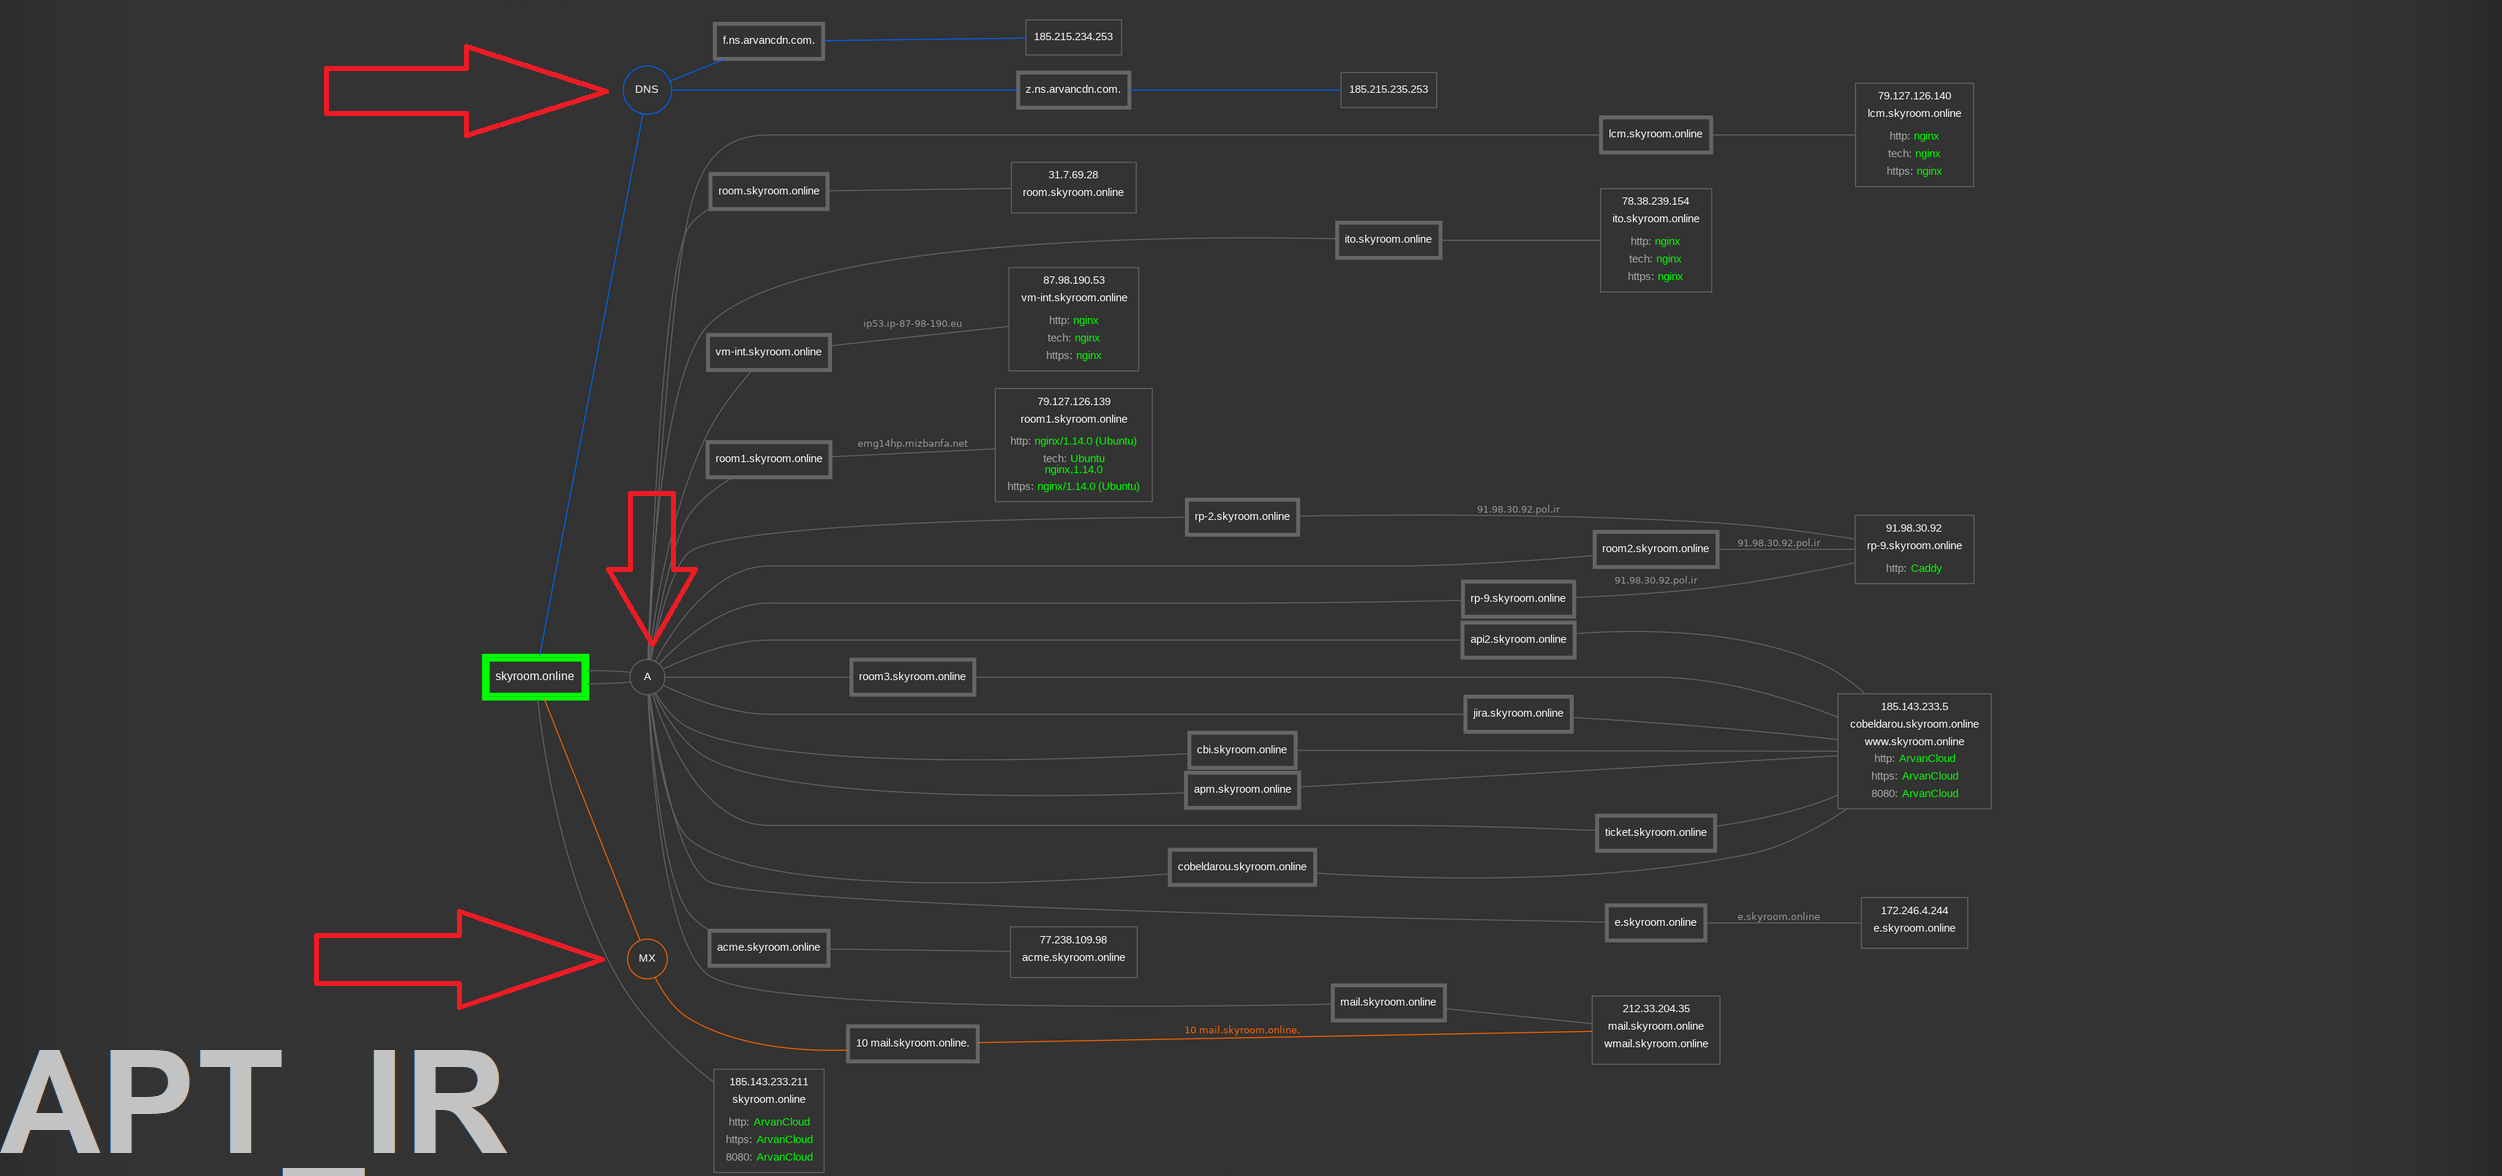 f.ns.arvancdn.com.
185.215.234.253
DNS
z.ns.arvancdn.com.
185.215.235.253
lcm.skyroom.online
79.127.126.140
lcm.skyroom.online
http: nginx
tech: nginx
https: nginx
room.skyroom.online
31.7.69.28
room.skyroom.online
ito.skyroom.online
78.38.239.154
ito.skyroom.online
http: nginx
tech: nginx
https: nginx
vm-int.skyroom.online
ip53.ip-87-98-190.eu
87.98.190.53
vm-int.skyroom.online
http: nginx
tech: nginx
https: nginx
room1.skyroom.online
emg14hp.mizbanfa.net
79.127.126.139
room1.skyroom.online
http: nginx/1.14.0 (Ubuntu)
tech: Ubuntu
nginx,1.14.0
https: nginx/1.14.0 (Ubuntu)
rp-2.skyroom.online
91.98.30.92.pol.ir
room2.skyroom.online
91.98.30.92.pol.ir
rp-9.skyroom.online
91.98.30.92.pol.ir
91.98.30.92
rp-9.skyroom.online
http: Caddy
api2.skyroom.online
skyroom.online
A
room3.skyroom.online
jira.skyroom.online
cbi.skyroom.online
apm.skyroom.online
185.143.233.5
cobeldarou.skyroom.online
www.skyroom.online
http: ArvanCloud
https: ArvanCloud
8080: ArvanCloud
ticket.skyroom.online
cobeldarou.skyroom.online
e.skyroom.online
e.skyroom.online
172.246.4.244
e.skyroom.online
acme.skyroom.online
77.238.109.98
acme.skyroom.online
MX
mail.skyroom.online
10 mail.skyroom.online.
10 mail.skyroom.online.
212.33.204.35
mail.skyroom.online
wmail.skyroom.online
185.143.233.211
skyroom.online
http: ArvanCloud
https: ArvanCloud
8080: ArvanCloud
APT_IR